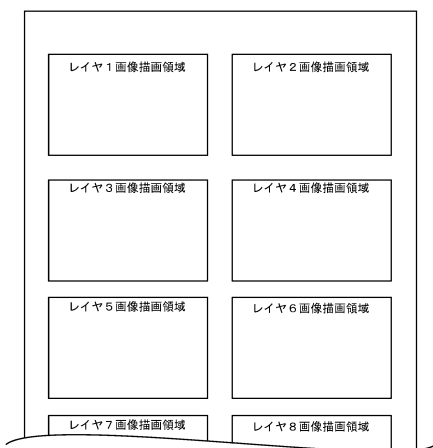 レイヤ1画像描画領域
レイヤ2画像描画領域
レイヤ3画像描画領域
レイヤ4画像描画領域
レイヤ5画像描画領域
レイヤ6画像描画領域
レイヤ7画像描画領域
レイヤ8画像描画領域